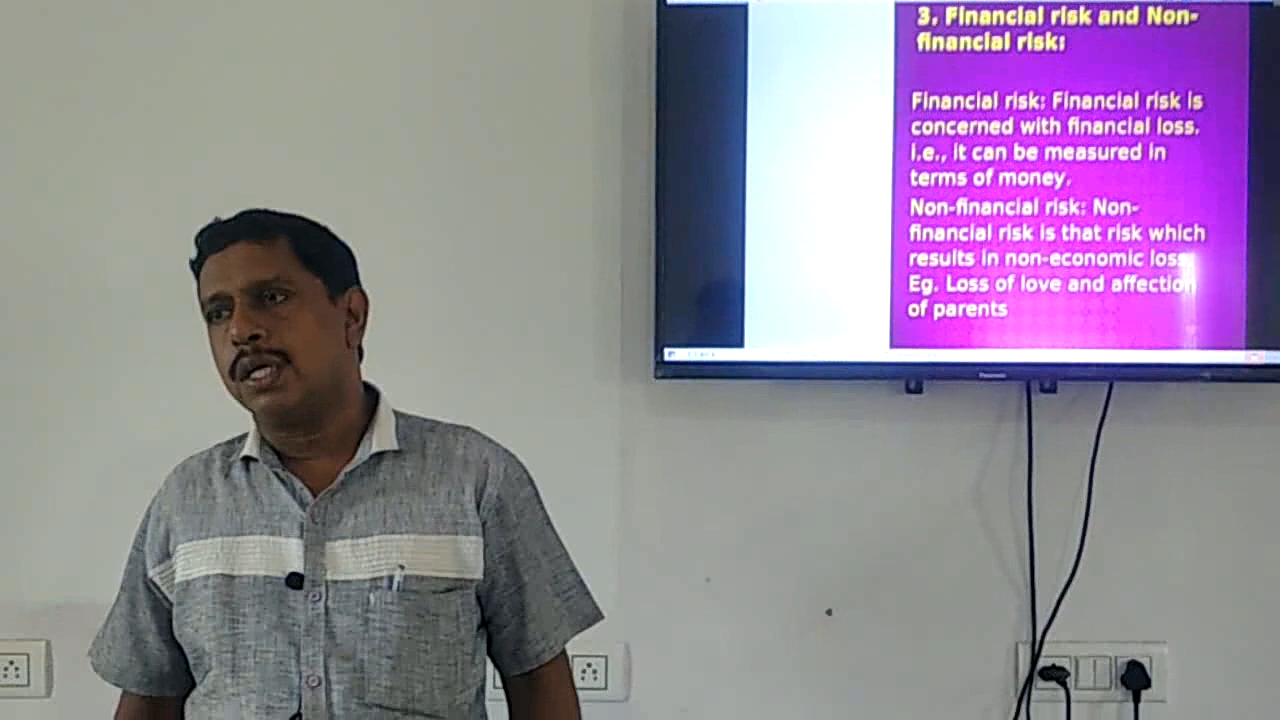 3. Financial risk and Non-
financial risk:
Financial risk: Financial risk is
concerned with financial loss.
i.e., it can be measured in
terms of money.
Non-financial risk: Non-
financial risk is that risk which
results in non-economic loss
Eg. Loss of love and affection
of parents
Panasonic